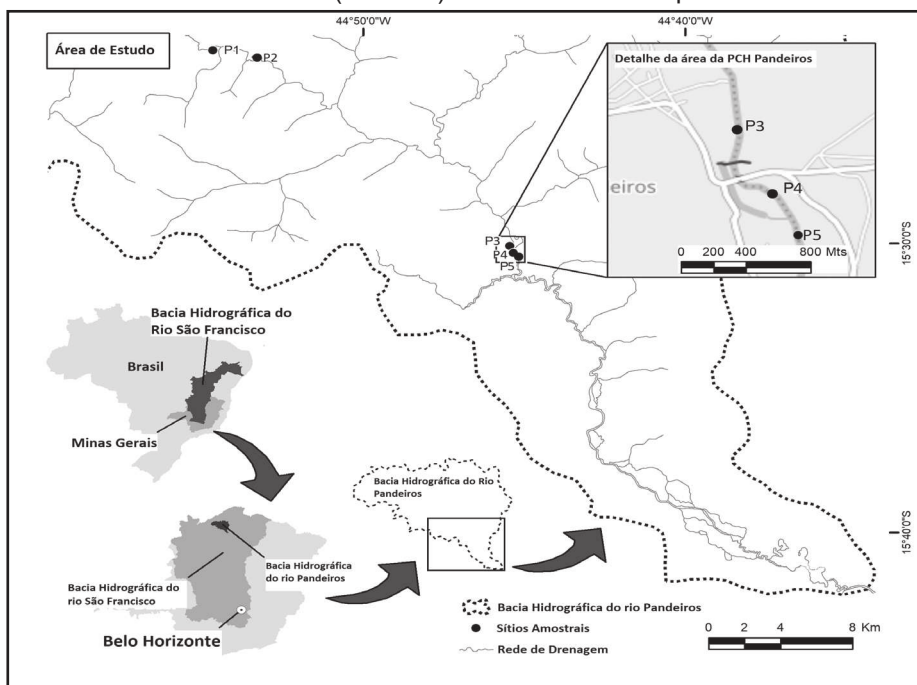 44°50'0"W
44°40'0"W
Área de Estudo
P1
P2
Detalhe da área da PCH Pandeiros
P3
eiros
P4
P5
0 200 400 800 Mts
P3
P4
P5
15°30'0"S
Bacia Hidrográfica do
Rio São Francisco
Brasil
Minas Gerais
Bacia Hidrográfica do Rio
Pandeiros
15°40'0"S
Bacia Hidrográfica
do rio Pandeiros
Bacia Hidrográfica do
rio São Francisco
Belo Horizonte
Bacia Hidrográfica do rio Pandeiros
Sítios Amostrais
Rede de Drenagem
0 2 4 8 Km